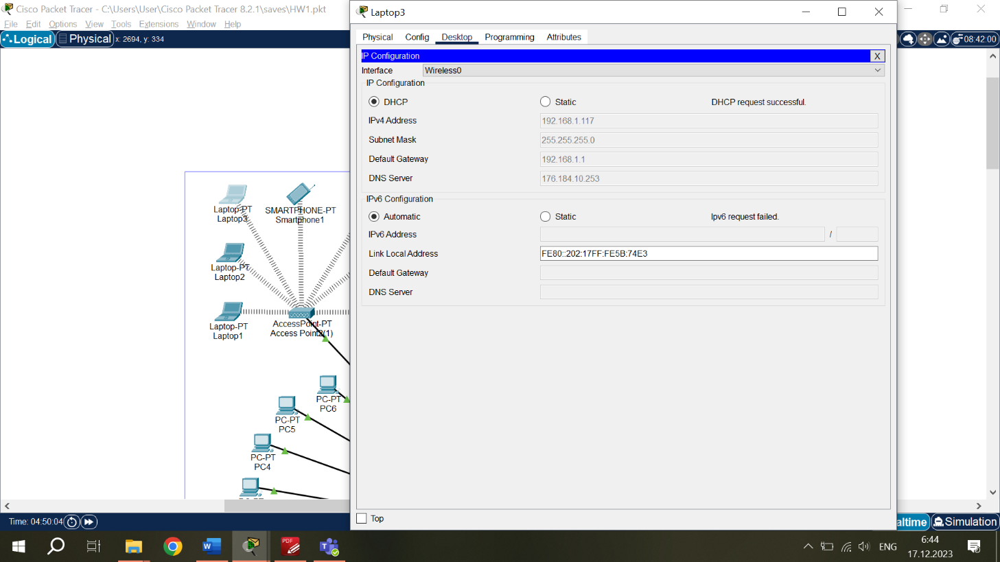 Cisco Packet Tracer - C:\Users\User\Cisco Packet Tracer 8.2.1\saves\HW1.pkt
File Edit Options View Tools Extensions Window Help
Logical Physical x: 2694, y: 334
08:42:00
Laptop3
Physical Config Desktop Programming Attributes
IP Configuration X
Interface Wireless0
IP Configuration
DHCP Static DHCP request successful.
IPv4 Address 192.168.1.117
Subnet Mask 255.255.255.0
Default Gateway 192.168.1.1
DNS Server 176.184.10.253
IPv6 Configuration
Automatic Static Ipv6 request failed.
IPv6 Address /
Link Local Address FE80::202:17FF:FE5B:74E3
Default Gateway
DNS Server
Top
Laptop-PT
Laptop3
SMARTPHONE-PT
Smartphone1
Laptop-PT
Laptop2
Laptop-PT
Laptop1
AccessPoint-PT
Access Point2(1)
PC-PT
PC6
PC-PT
PC5
PC-PT
PC4
Time: 04:50:04
altime Simulation
PDF
ENG
6:44
17.12.2023